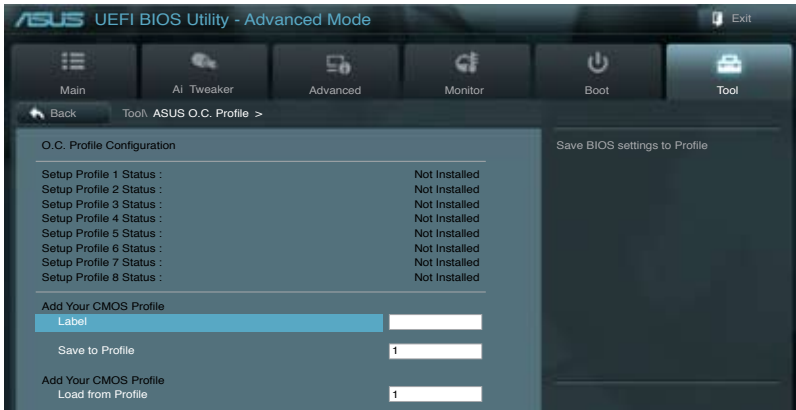 ASUS UEFI BIOS Utility - Advanced Mode
Exit
Main
Ai Tweaker
Advanced
Monitor
Boot
Tool
Back
Tool\ ASUS O.C. Profile >
O.C. Profile Configuration
Save BIOS settings to Profile
Setup Profile 1 Status : Not Installed
Setup Profile 2 Status : Not Installed
Setup Profile 3 Status : Not Installed
Setup Profile 4 Status : Not Installed
Setup Profile 5 Status : Not Installed
Setup Profile 6 Status : Not Installed
Setup Profile 7 Status : Not Installed
Setup Profile 8 Status : Not Installed
Add Your CMOS Profile
Label
Save to Profile 1
Add Your CMOS Profile
Load from Profile 1